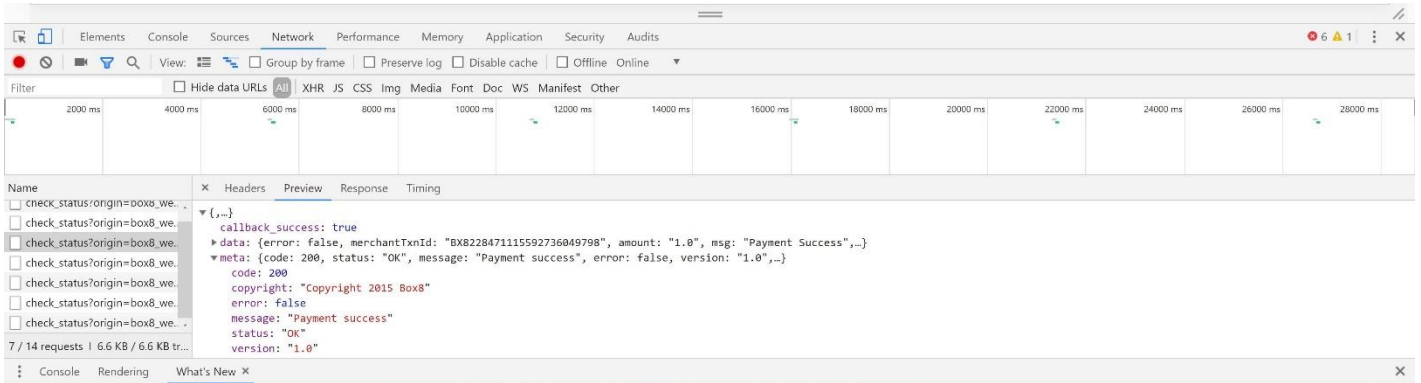 Elements Console Sources Network Performance Memory Application Security Audits 6 1
View: Group by frame Preserve log Disable cache Offline Online
Filter Hide data URLs All XHR JS CSS Img Media Font Doc WS Manifest Other
2000 ms 4000 ms 6000 ms 8000 ms 10000 ms 12000 ms 14000 ms 16000 ms 18000 ms 20000 ms 22000 ms 24000 ms 26000 ms 28000 ms
Name × Headers Preview Response Timing
check_status?origin=box8_we...
check_status?origin=box8_we...
check_status?origin=box8_we...
check_status?origin=box8_we...
check_status?origin=box8_we...
check_status?origin=box8_we...
check_status?origin=box8_we...
7 / 14 requests | 6.6 KB / 6.6 KB tr...
▼{,…}
callback_success: true
▶data: {error: false, merchantTxnId: "BX8228471115592736049798", amount: "1.0", msg: "Payment Success",…}
▼meta: {code: 200, status: "OK", message: "Payment success", error: false, version: "1.0",…}
code: 200
copyright: "Copyright 2015 Box8"
error: false
message: "Payment success"
status: "OK"
version: "1.0"
Console Rendering What's New ×